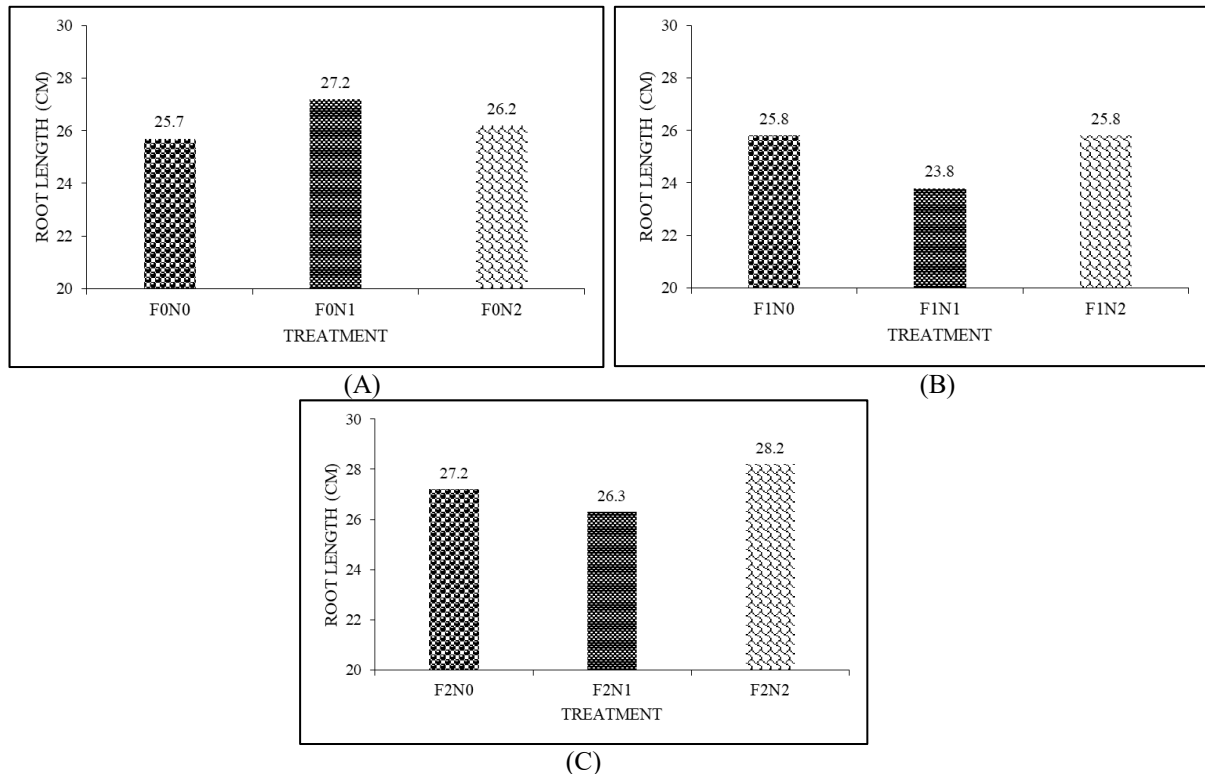 30
28
26
24
22
20
ROOT LENGTH (CM)
25.7
27.2
26.2
F0N0
F0N1
F0N2
TREATMENT
(A)
30
28
26
24
22
20
ROOT LENGTH (CM)
25.8
23.8
25.8
F1N0
F1N1
F1N2
TREATMENT
(B)
30
28
26
24
22
20
ROOT LENGTH (CM)
27.2
26.3
28.2
F2N0
F2N1
F2N2
TREATMENT
(C)